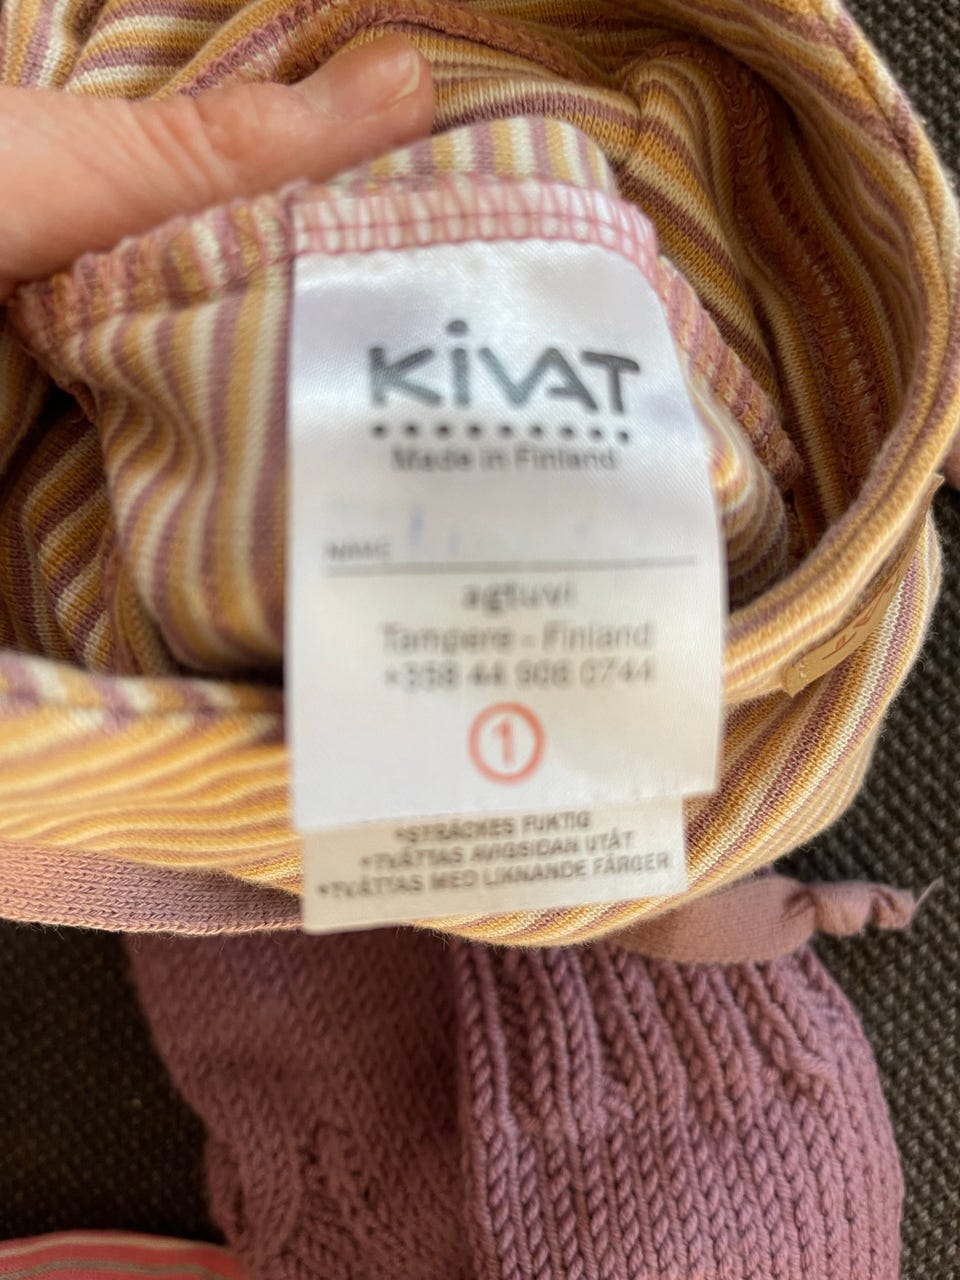 KiVAT
Made in Finland
NAME
agtuvi
Tampere - Finland
+358 44 906 0744
1
*STRÄCKES FUKTIG
*TVÄTTAS AVIGSIDAN UTÅT
*TVÄTTAS MED LIKNANDE FÄRGER